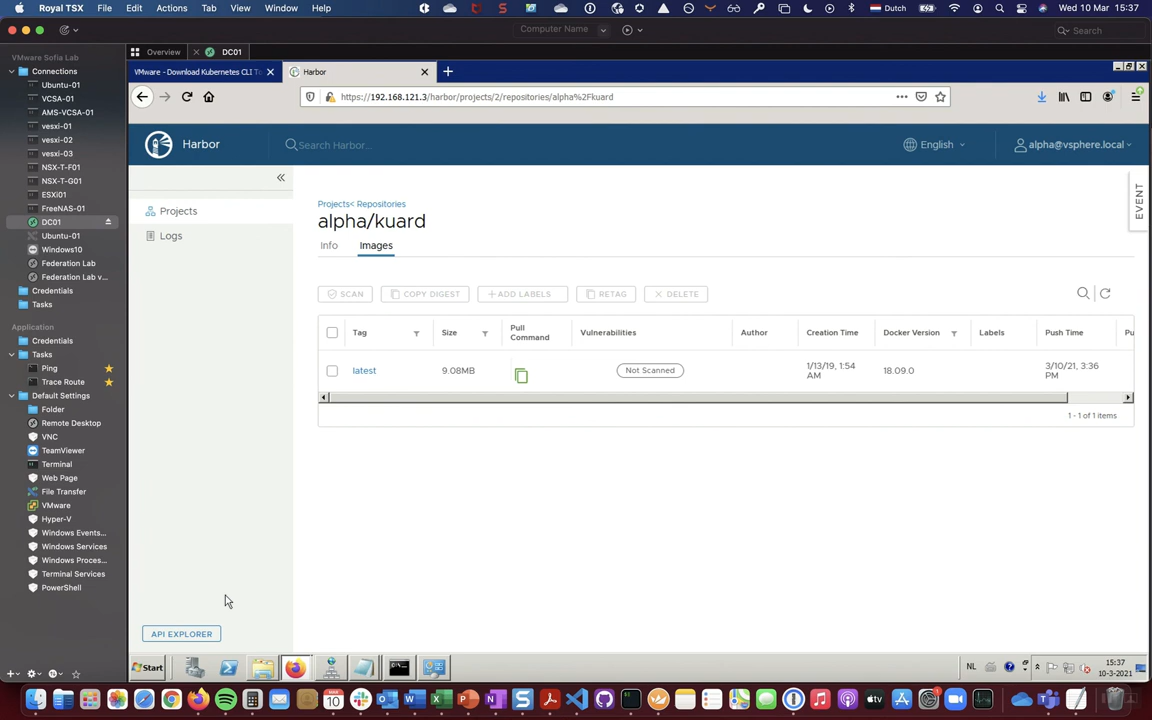 Royal TSX File Edit Actions View Tab Window Help Dutch Wed 10 Mar 15:37
Computer Name
Search
VMware Sofia Lab
Overview
DC01
Connections
Ubuntu-01
VCSA-01
AMS-VCSA-01
vesxi-01
vesxi-02
vesxi-03
NSX-T-F01
NSX-T-G01
ESXi01
FreeNAS-01
DC01
Ubuntu-01
Windows10
Federation Lab
Federation Lab v...
Credentials
Tasks
Application
Credentials
Tasks
Ping
Trace Route
Default Settings
Folder
Remote Desktop
VNC
TeamViewer
Terminal
Web Page
File Transfer
VMware
Hyper-V
Windows Events...
Windows Services
Windows Proces...
Terminal Services
PowerShell
VMware - Download Kubernetes CLI To
Harbor
https://192.168.121.3/harbor/projects/2/repositories/alpha%2Fkuard
Harbor
Search Harbor...
English
alpha@vsphere.local
EVENT
Projects
Logs
API EXPLORER
Projects< Repositories
alpha/kuard
Info Images
SCAN COPY DIGEST +ADD LABELS RETAG DELETE
Tag Size Pull Command Vulnerabilities Author Creation Time Docker Version Labels Push Time Pu
latest 9.08MB Not Scanned 1/13/19, 1:54 AM 18.09.0 3/10/21, 3:36 PM
1 - 1 of 1 items
Start
NL
15:37
10-3-2021